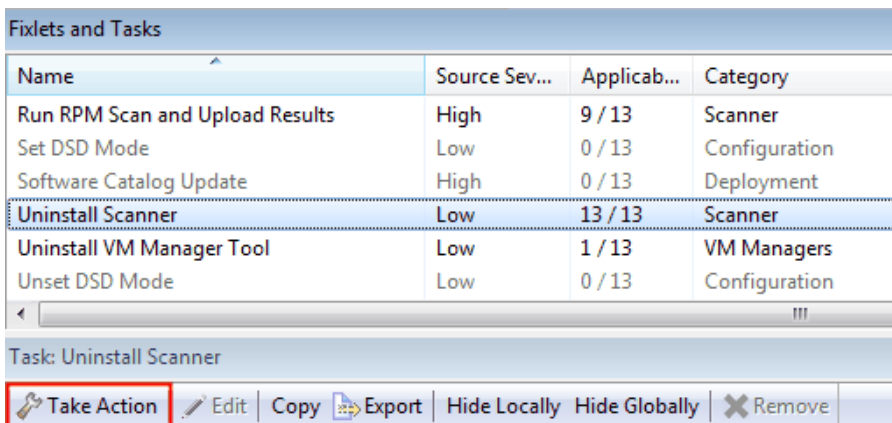 Fixlets and Tasks
Name Source Sev... Applicab... Category
Run RPM Scan and Upload Results High 9 / 13 Scanner
Set DSD Mode Low 0 / 13 Configuration
Software Catalog Update High 0 / 13 Deployment
Uninstall Scanner Low 13 / 13 Scanner
Uninstall VM Manager Tool Low 1 / 13 VM Managers
Unset DSD Mode Low 0 / 13 Configuration
Task: Uninstall Scanner
Take Action Edit Copy Export Hide Locally Hide Globally Remove